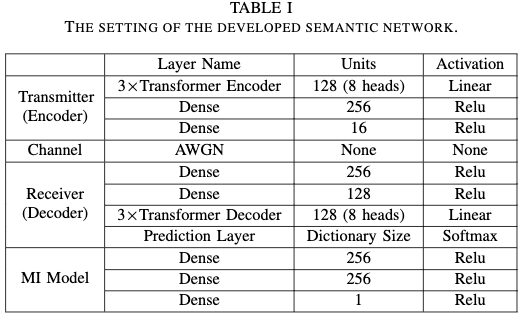 TABLE I
THE SETTING OF THE DEVELOPED SEMANTIC NETWORK.
Layer Name Units Activation
Transmitter (Encoder) 3×Transformer Encoder 128 (8 heads) Linear
Dense 256 Relu
Dense 16 Relu
Channel AWGN None None
Receiver (Decoder) Dense 256 Relu
Dense 128 Relu
3×Transformer Decoder 128 (8 heads) Linear
Prediction Layer Dictionary Size Softmax
MI Model Dense 256 Relu
Dense 256 Relu
Dense 1 Relu